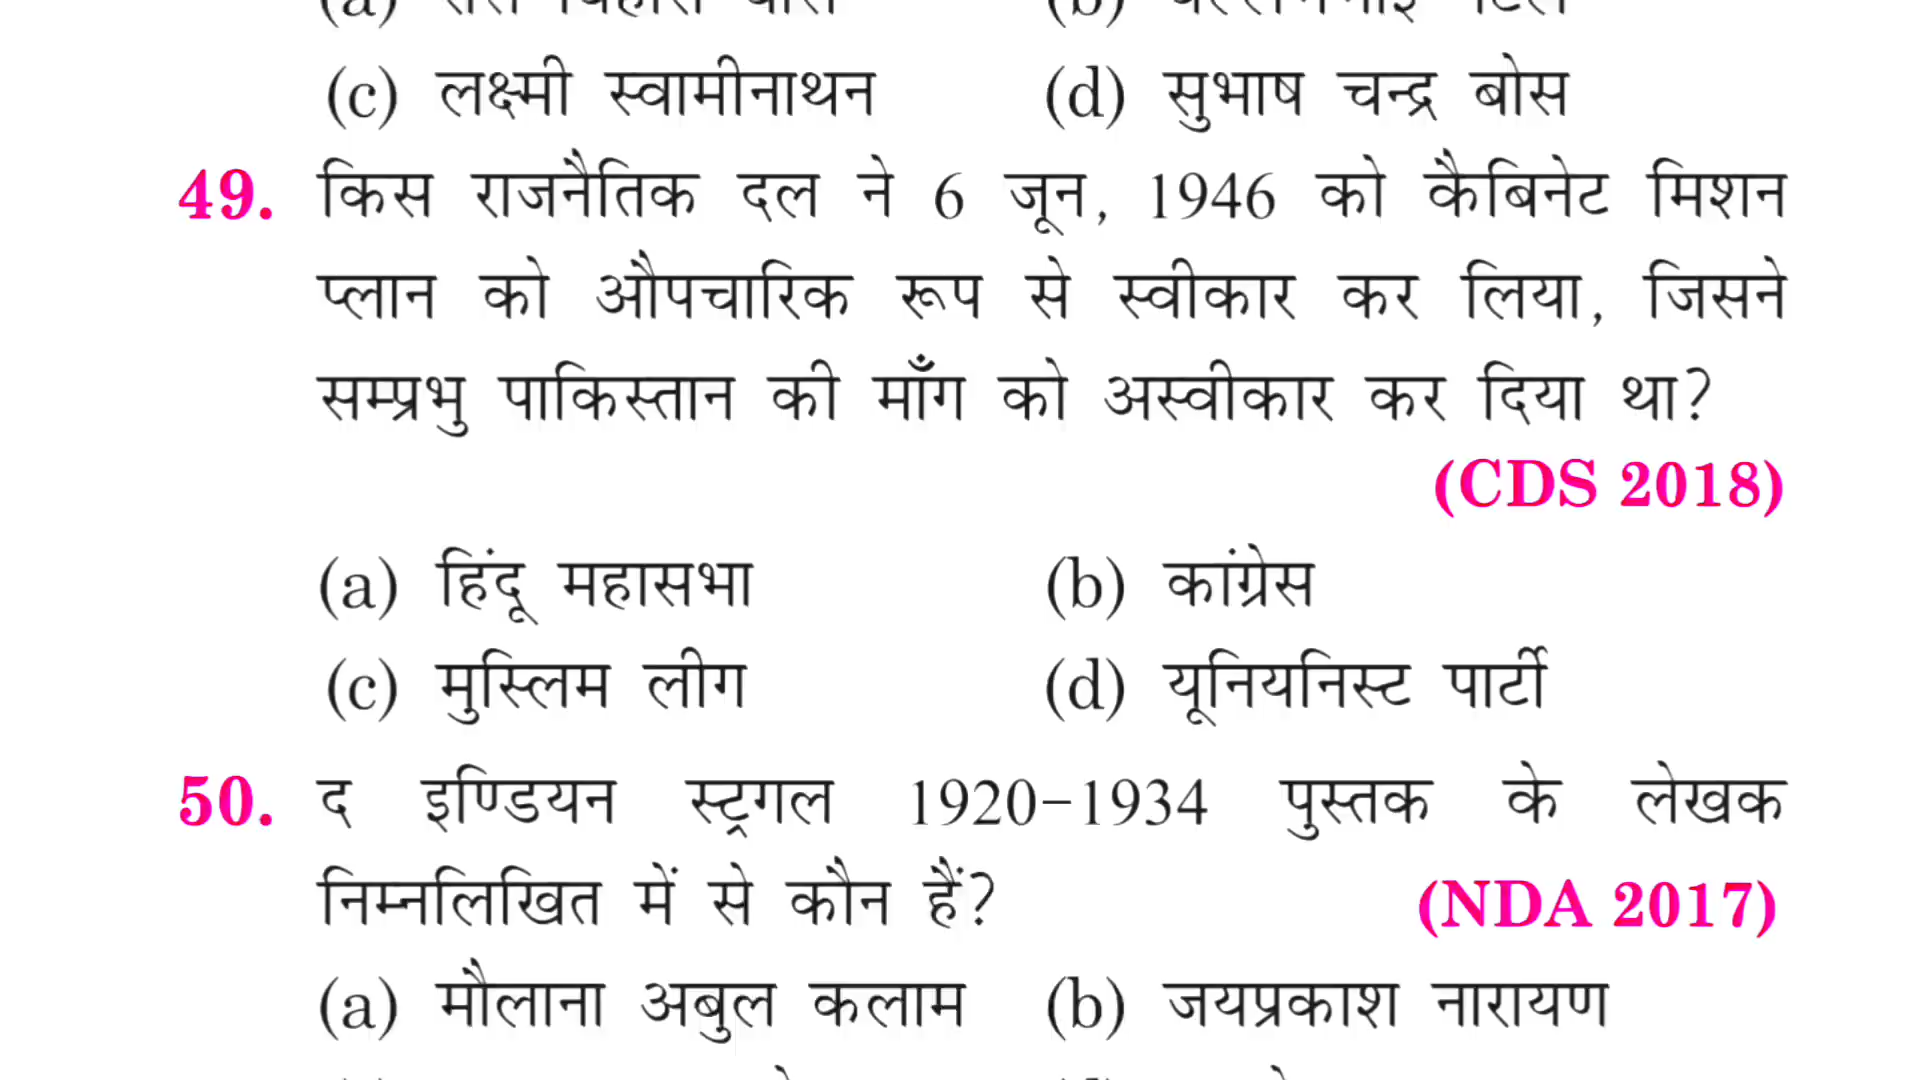 (c) लक्ष्मी स्वामीनाथन (d) सुभाष चन्द्र बोस
49. किस राजनैतिक दल ने 6 जून, 1946 को कैबिनेट मिशन
प्लान को औपचारिक रूप से स्वीकार कर लिया, जिसने
सम्प्रभु पाकिस्तान की माँग को अस्वीकार कर दिया था?
(CDS 2018)
(a) हिंदू महासभा (b) कांग्रेस
(c) मुस्लिम लीग (d) यूनियनिस्ट पार्टी
50. द इण्डियन स्ट्रगल 1920-1934 पुस्तक के लेखक
निम्नलिखित में से कौन हैं? (NDA 2017)
(a) मौलाना अबुल कलाम (b) जयप्रकाश नारायण